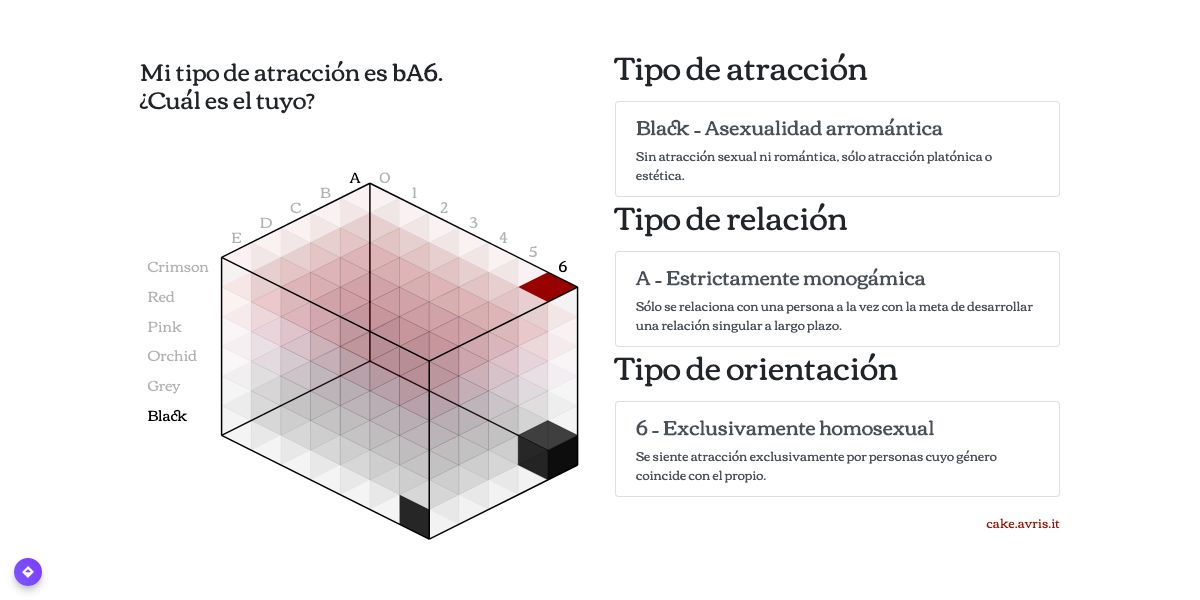 Mi tipo de atracción es bA6.
¿Cuál es el tuyo?
A
O
B
1
C
2
D
3
E
4
5
6
Crimson
Red
Pink
Orchid
Grey
Black
Tipo de atracción
Black - Asexualidad arromántica
Sin atracción sexual ni romántica, sólo atracción platónica o
estética.
Tipo de relación
A - Estrictamente monogámica
Sólo se relaciona con una persona a la vez con la meta de desarrollar
una relación singular a largo plazo.
Tipo de orientación
6 - Exclusivamente homosexual
Se siente atracción exclusivamente por personas cuyo género
coincide con el propio.
cake.avris.it